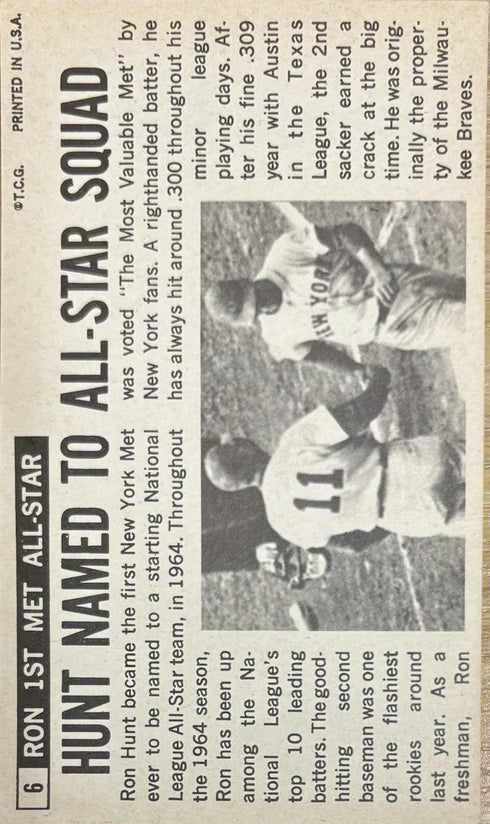 6 RON 1ST MET ALL-STAR
©T.C.G. PRINTED IN U.S.A.
HUNT NAMED TO ALL-STAR SQUAD
Ron Hunt became the first New York Met
ever to be named to a starting National
League All-Star team, in 1964. Throughout
the 1964 season,
Ron has been up
among the Na-
tional League's
top 10 leading
batters. The good-
hitting second
baseman was one
of the flashiest
rookies around
last year. As a
freshman, Ron
was voted "The Most Valuable Met" by
New York fans. A righthanded batter, he
has always hit around .300 throughout his
minor league
playing days. Af-
ter his fine .309
year with Austin
in the Texas
League, the 2nd
sacker earned a
crack at the big
time. He was orig-
inally the proper-
ty of the Milwau-
kee Braves.
11
NEW YORK